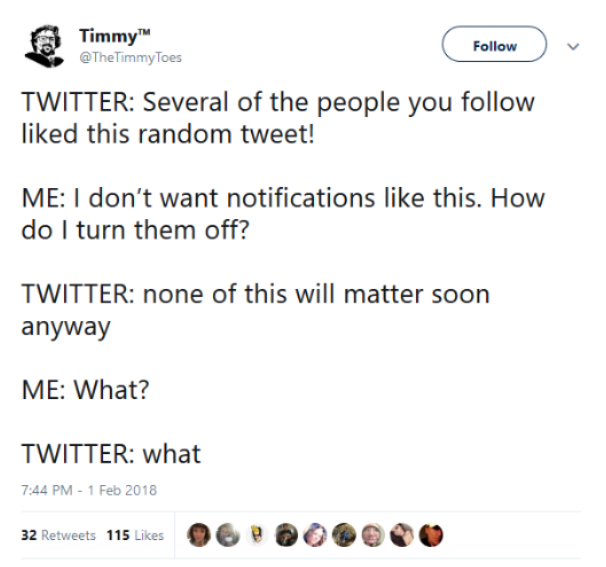 Timmy™
@TheTimmyToes
Follow
TWITTER: Several of the people you follow
liked this random tweet!
ME: I don't want notifications like this. How
do I turn them off?
TWITTER: none of this will matter soon
anyway
ME: What?
TWITTER: what
7:44 PM - 1 Feb 2018
32 Retweets 115 Likes